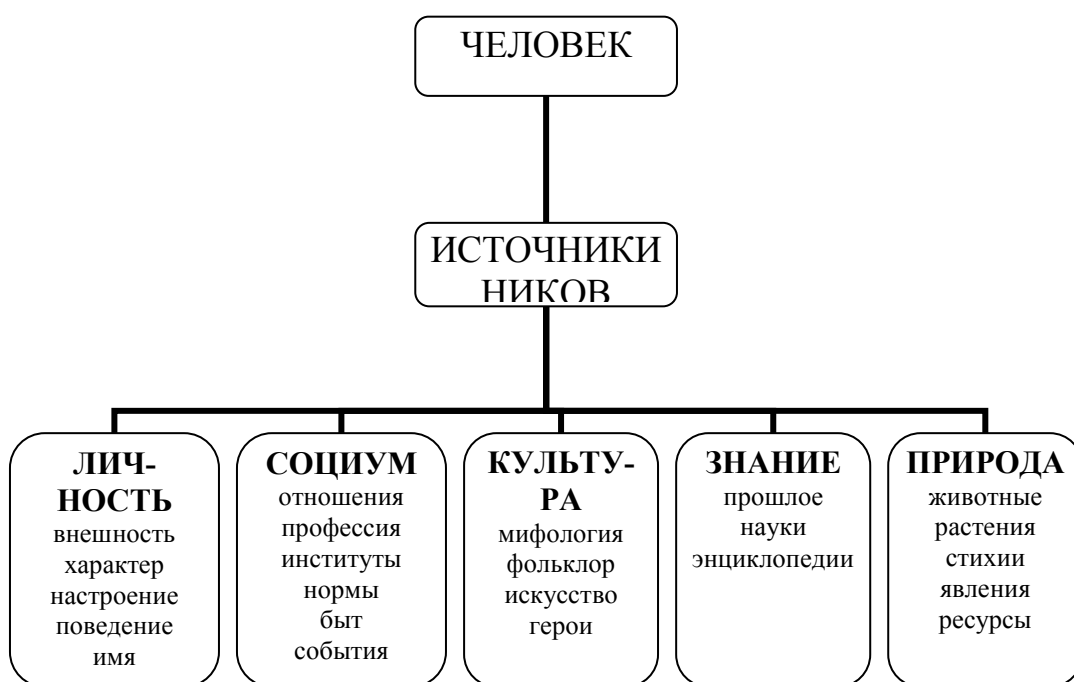 ЧЕЛОВЕК
ИСТОЧНИКИ
НИКОВ
ЛИЧ-
НОСТЬ
внешность
характер
настроение
поведение
имя
СОЦИУМ
отношения
профессия
институты
нормы
быт
события
КУЛЬТУ-
РА
мифология
фольклор
искусство
герои
ЗНАНИЕ
прошлое
науки
энциклопедии
ПРИРОДА
животные
растения
стихии
явления
ресурсы